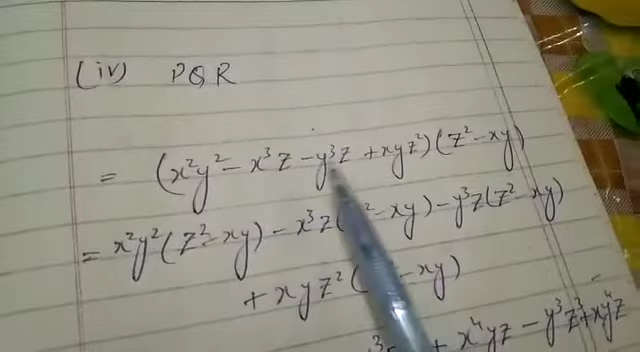 (iv) PQR
= (x²y² - x³z - y³z + xyz²)(z² - xy)
= x²y²(z² - xy) - x³z( ² - xy) - y³z(z² - xy)
+ xyz²( - xy)
+ x⁴yz - y³z³ + xy⁴z